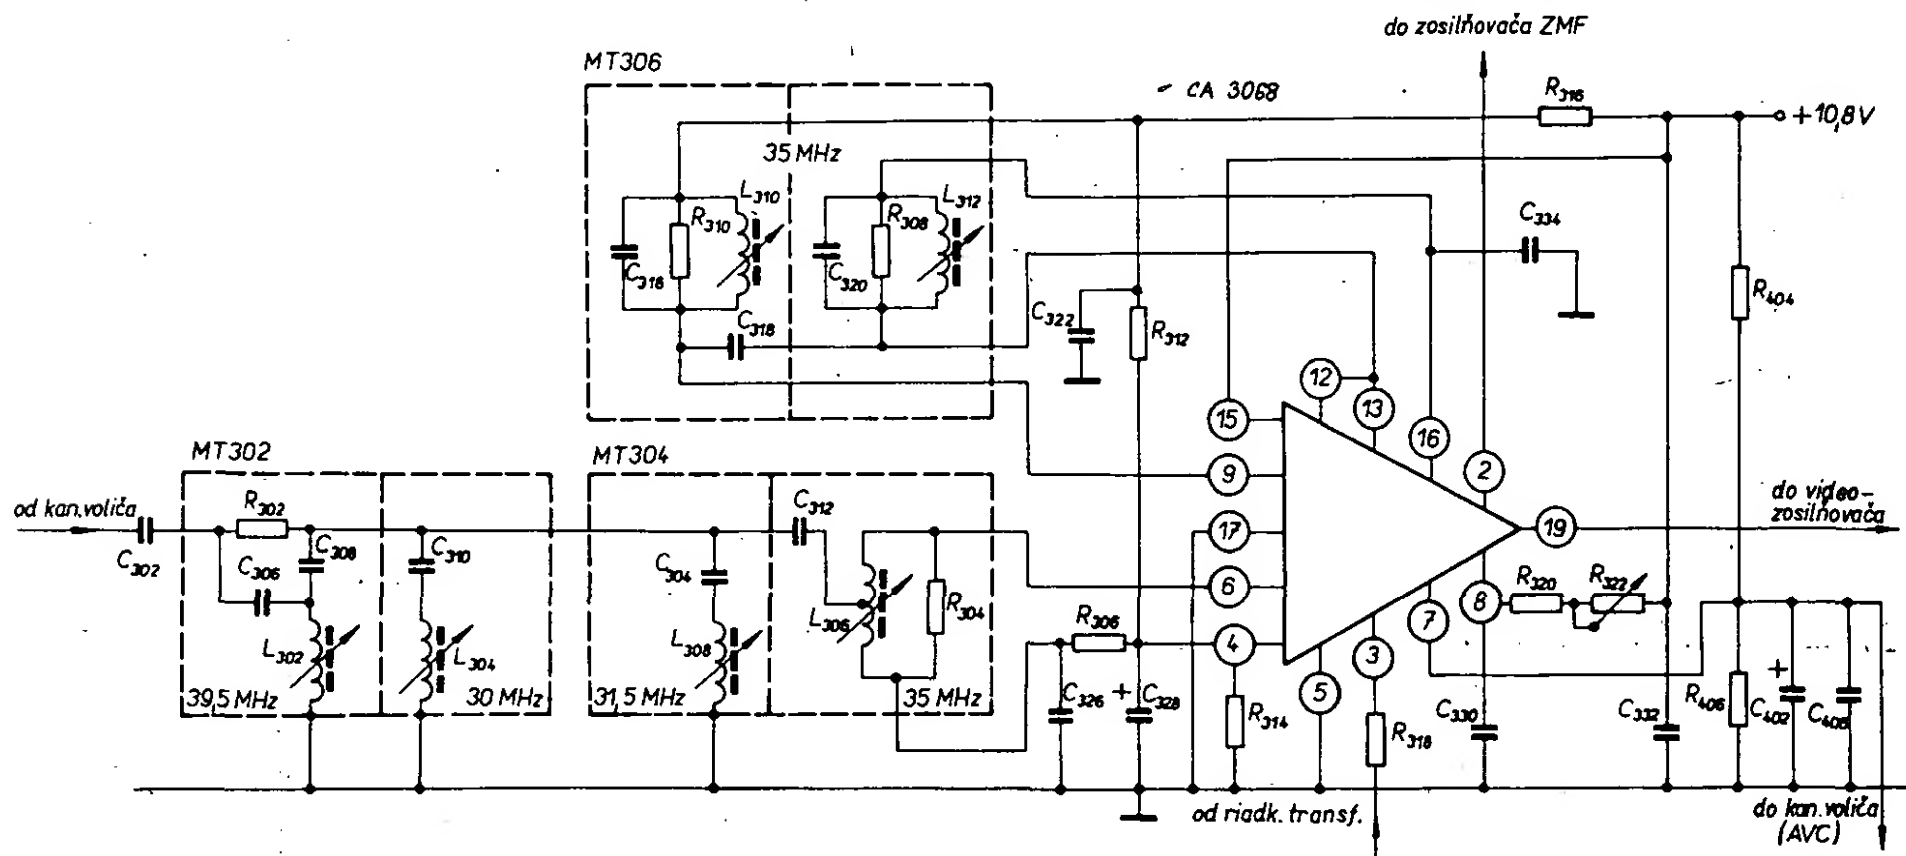 do zosilňovača ZMF
MT306
CA 3068
R316
+10,8V
35 MHz
L310
L312
R310
R308
C334
C316
C320
R404
C318
C322
R312
12
13
15
16
MT302
MT304
9
2
od kan.voliča
R302
C312
do video-
zosilňovača
17
19
C302
C308
C310
C306
C304
6
R320
R322
L306
R304
8
7
R306
L302
L304
L308
4
3
5
39,5 MHz
30 MHz
31,5 MHz
35 MHz
C326
+
C328
R314
R318
C330
C332
R406
+
C402
C405
od riadk. transf.
do kan.voliča
(AVC)